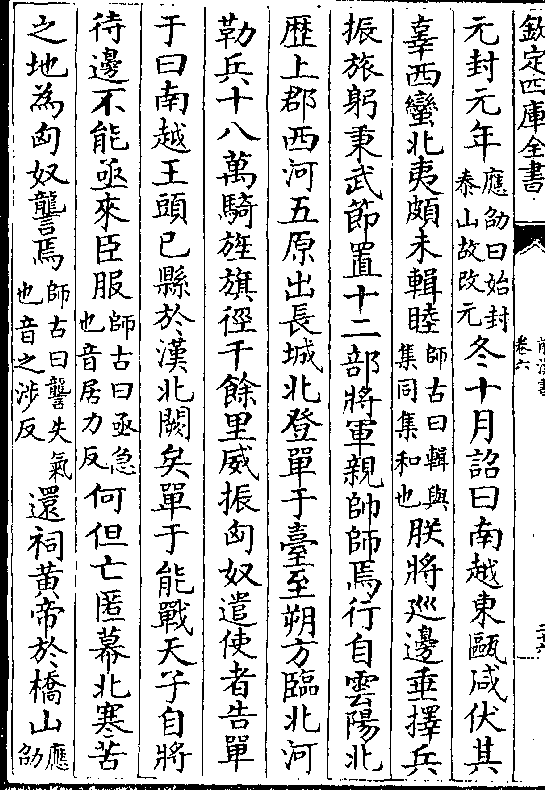 欽定四庫全書
前漢書
卷六
元封元年應劭曰始封泰山故改元冬十月詔曰南越東甌咸伏其
辜西蠻北夷頗未輯睦師古曰輯與集同集和也朕將巡邊垂擇兵
振旅躬秉武節置十二部將軍親帥師焉行自雲陽北
歴上郡西河五原出長城北登單于臺至朔方臨北河
勒兵十八萬騎旌旗徑千餘里威振匈奴遣使者告單
于曰南越王頭已縣於漢北闕矣單于能戰天子自將
待邊不能亟來臣服師古曰亟急也音居力反何但亡匿幕北寒苦
之地為匈奴讋焉師古曰讋失氣也音之涉反還祠黄帝於橋山應劭